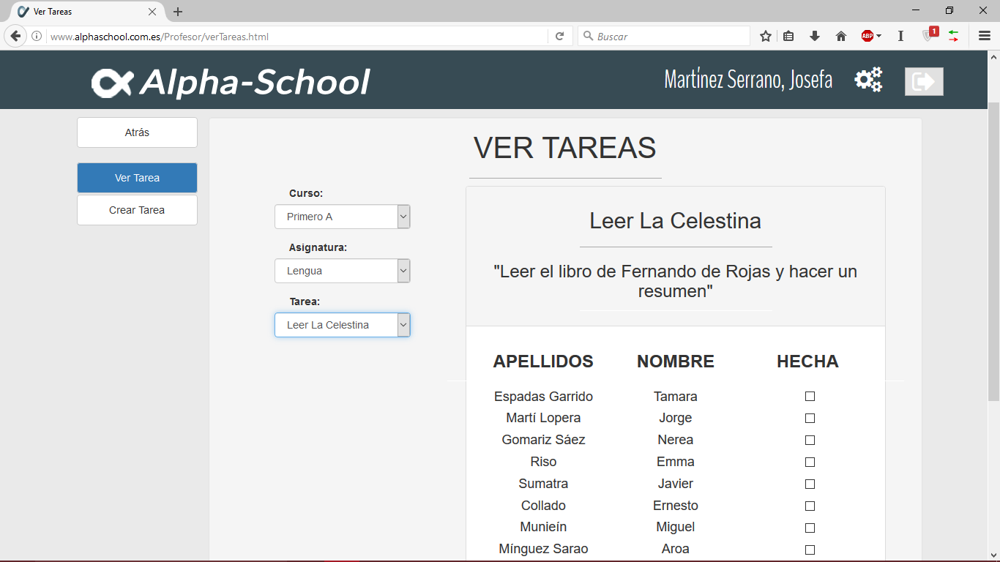 Ver Tareas
www.alphaschool.com.es/Profesor/verTareas.html
Buscar
ABP
1
Alpha-School
Martínez Serrano, Josefa
Atrás
Ver Tarea
Crear Tarea
VER TAREAS
Curso:
Primero A
Asignatura:
Lengua
Tarea:
Leer La Celestina
Leer La Celestina
"Leer el libro de Fernando de Rojas y hacer un
resumen"
APELLIDOS NOMBRE HECHA
Espadas Garrido Tamara
Martí Lopera Jorge
Gomariz Sáez Nerea
Riso Emma
Sumatra Javier
Collado Ernesto
Munieín Miguel
Mínguez Sarao Aroa